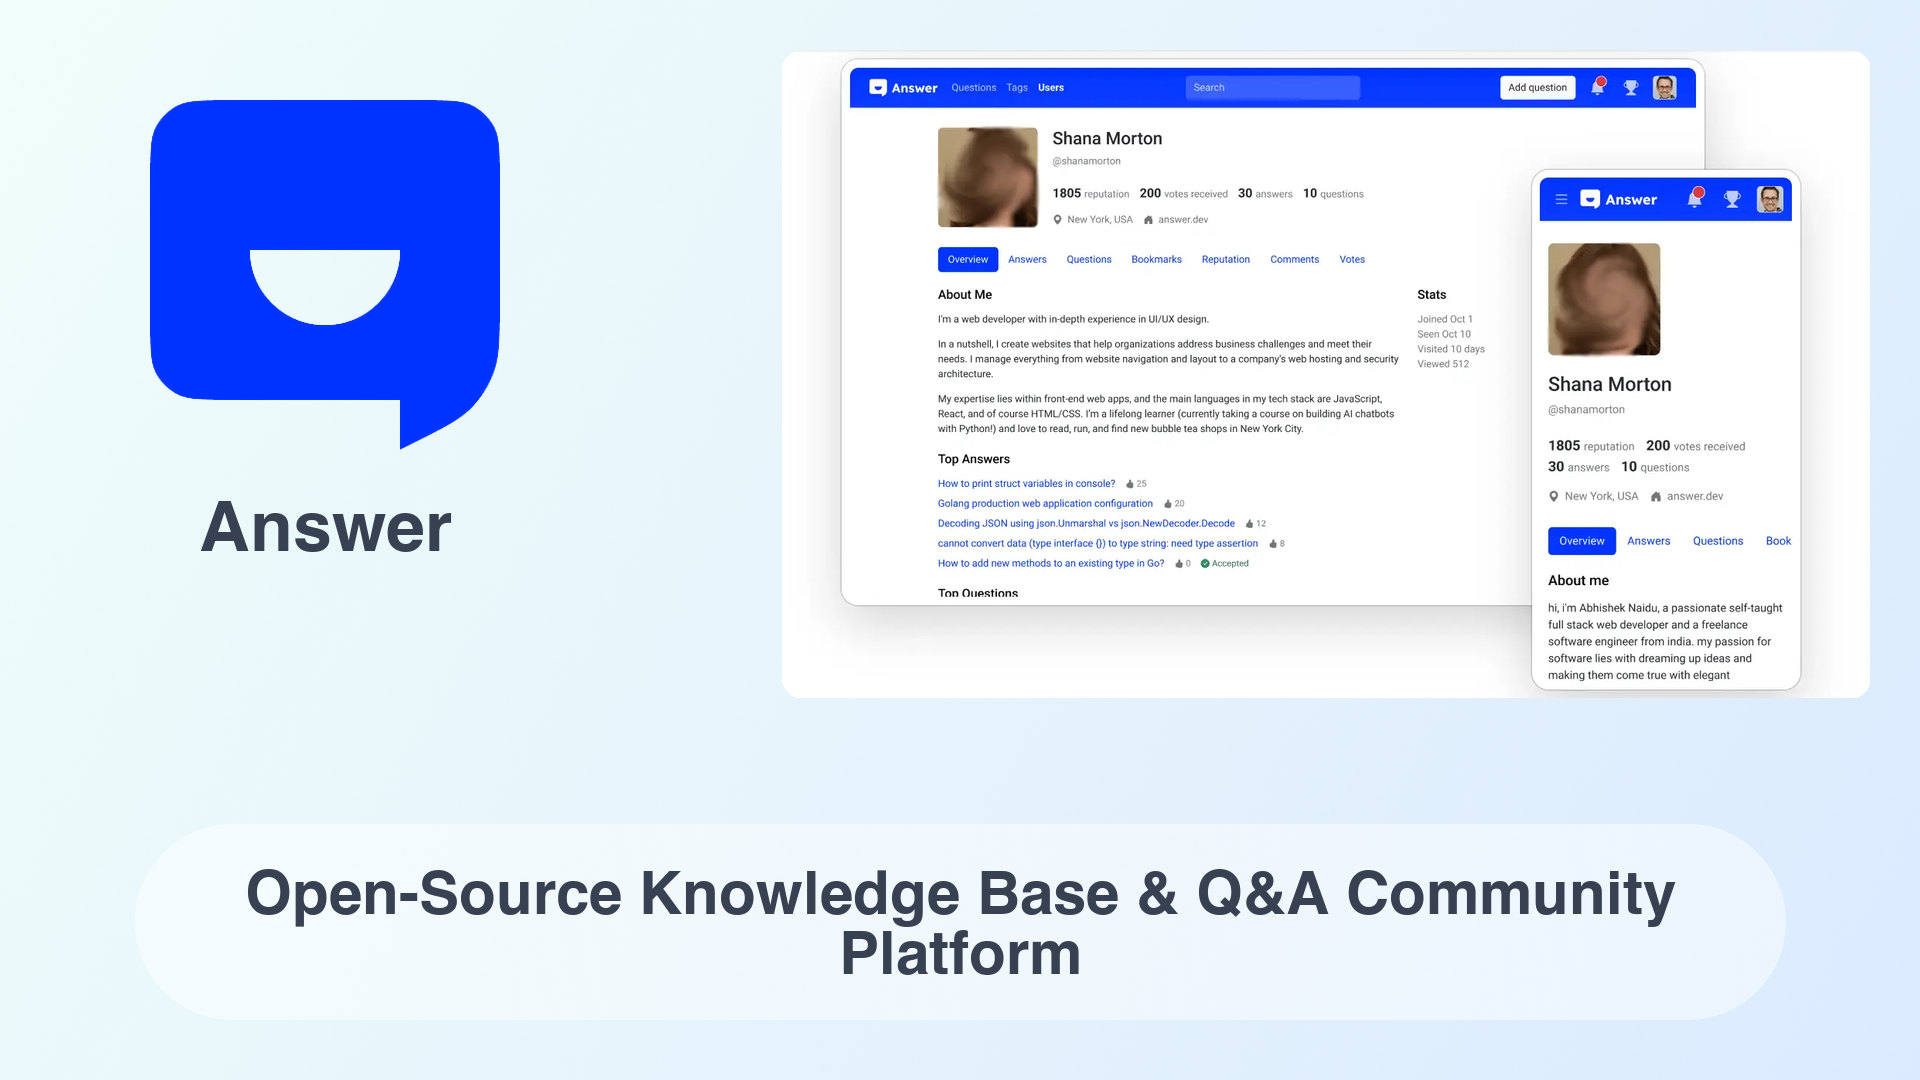 Answer
Answer Questions Tags Users Search Add question
Shana Morton
@shanamorton
1805 reputation 200 votes received 30 answers 10 questions
New York, USA answer.dev
Overview Answers Questions Bookmarks Reputation Comments Votes
About Me
I'm a web developer with in-depth experience in UI/UX design.
In a nutshell, I create websites that help organizations address business challenges and meet their
needs. I manage everything from website navigation and layout to a company's web hosting and security
architecture.
My expertise lies within front-end web apps, and the main languages in my tech stack are JavaScript,
React, and of course HTML/CSS. I'm a lifelong learner (currently taking a course on building AI chatbots
with Python!) and love to read, run, and find new bubble tea shops in New York City.
Top Answers
How to print struct variables in console? 25
Golang production web application configuration 20
Decoding JSON using json.Unmarshal vs json.NewDecoder.Decode 12
cannot convert data (type interface {}) to type string: need type assertion 8
How to add new methods to an existing type in Go? 0 Accepted
Top Questions
Stats
Joined Oct 1
Seen Oct 10
Visited 10 days
Viewed 512
Answer
Shana Morton
@shanamorton
1805 reputation 200 votes received
30 answers 10 questions
New York, USA answer.dev
Overview Answers Questions Book
About me
hi, i'm Abhishek Naidu, a passionate self-taught
full stack web developer and a freelance
software engineer from india. my passion for
software lies with dreaming up ideas and
making them come true with elegant
Open-Source Knowledge Base & Q&A Community
Platform